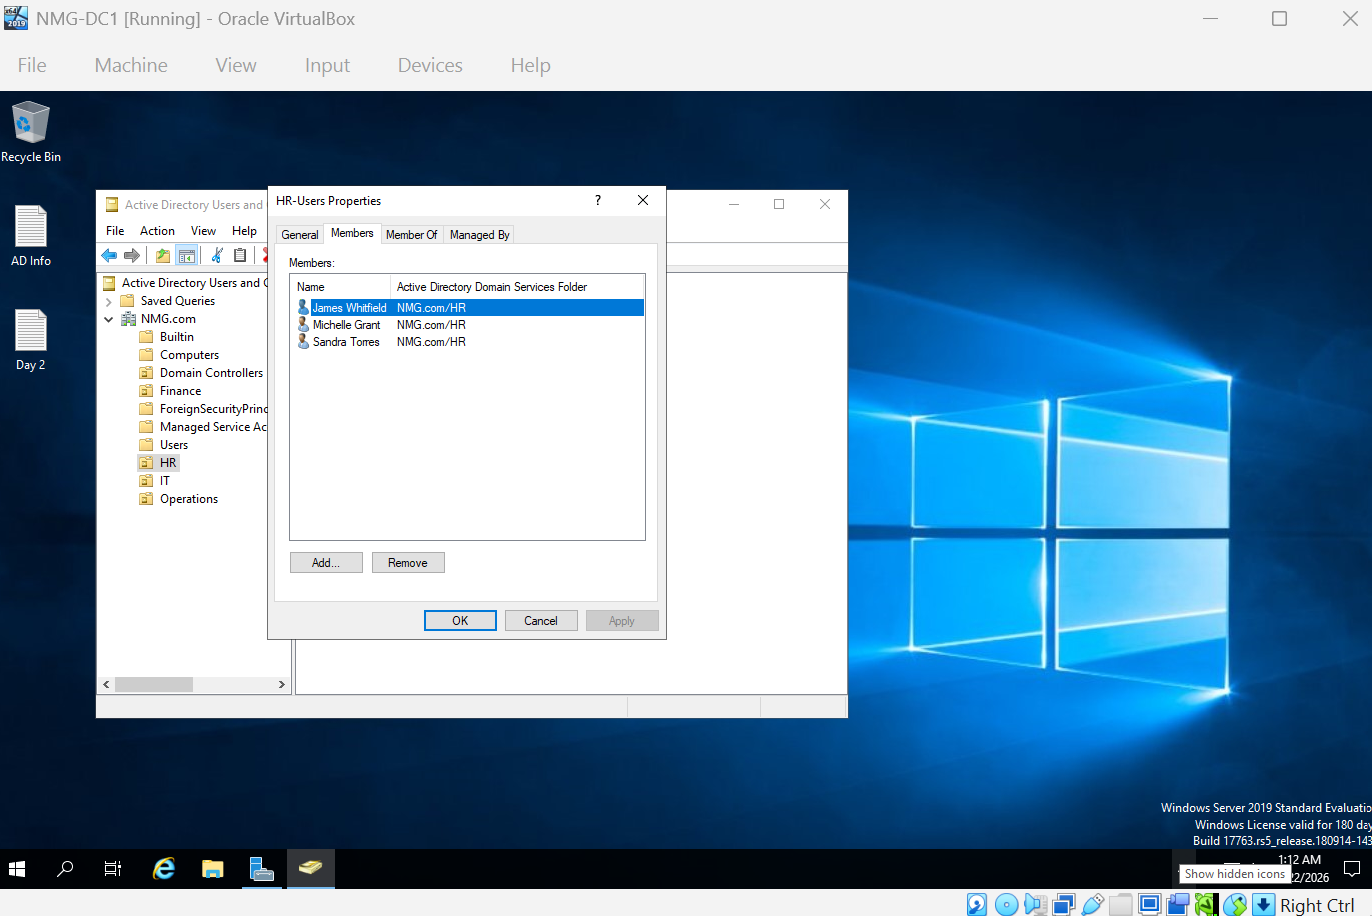 NMG-DC1 [Running] - Oracle VirtualBox
File Machine View Input Devices Help
Recycle Bin
AD Info
Day 2
Active Directory Users and
File Action View Help
Active Directory Users and C
Saved Queries
NMG.com
Builtin
Computers
Domain Controllers
Finance
ForeignSecurityPrinc
Managed Service Ac
Users
HR
IT
Operations
HR-Users Properties
General Members Member Of Managed By
Members:
Name Active Directory Domain Services Folder
James Whitfield NMG.com/HR
Michelle Grant NMG.com/HR
Sandra Torres NMG.com/HR
Add... Remove
OK Cancel Apply
Windows Server 2019 Standard Evaluatio
Windows License valid for 180 day
Build 17763.rs5_release.180914-143
1:12 AM
Show hidden icons
22/2026
Right Ctrl
x64
2019